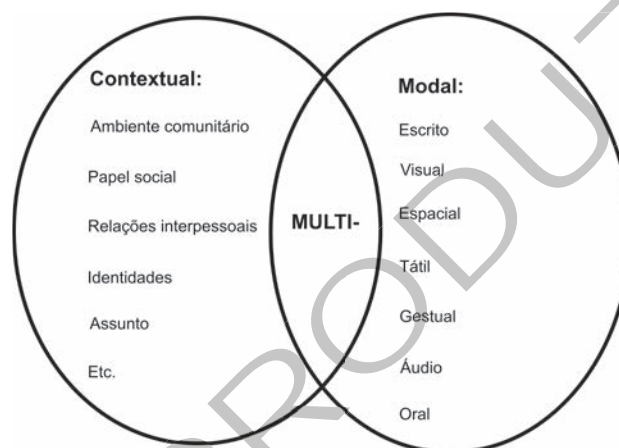 Contextual:
Ambiente comunitário
Papel social
Relações interpessoais
Identidades
Assunto
Etc.
MULTI-
Modal:
Escrito
Visual
Espacial
Tátil
Gestual
Áudio
Oral